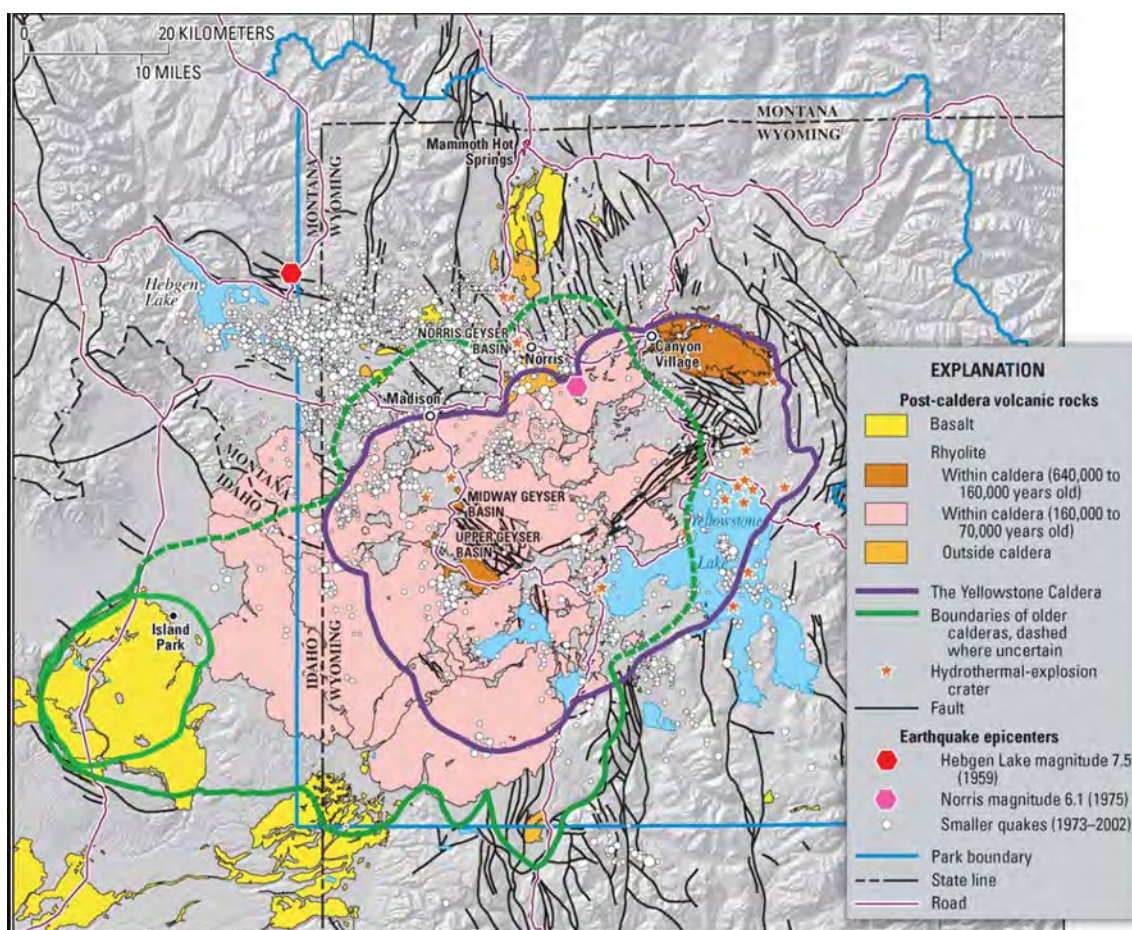 0 20 KILOMETERS
10 MILES
MONTANA
WYOMING
Mammoth Hot
Springs
MONTANA
WYOMING
Hebgen
Lake
NORRIS GEYSER
BASIN
Norris
Canyon
Village
Madison
MONTANA
IDAHO
MIDWAY GEYSER
BASIN
UPPER GEYSER
BASIN
Yellowstone
Lake
Island
Park
IDAHO
WYOMING
EXPLANATION
Post-caldera volcanic rocks
Basalt
Rhyolite
Within caldera (640,000 to
160,000 years old)
Within caldera (160,000 to
70,000 years old)
Outside caldera
The Yellowstone Caldera
Boundaries of older
calderas, dashed
where uncertain
Hydrothermal-explosion
crater
Fault
Earthquake epicenters
Hebgen Lake magnitude 7.5
(1959)
Norris magnitude 6.1 (1975)
Smaller quakes (1973–2002)
Park boundary
State line
Road